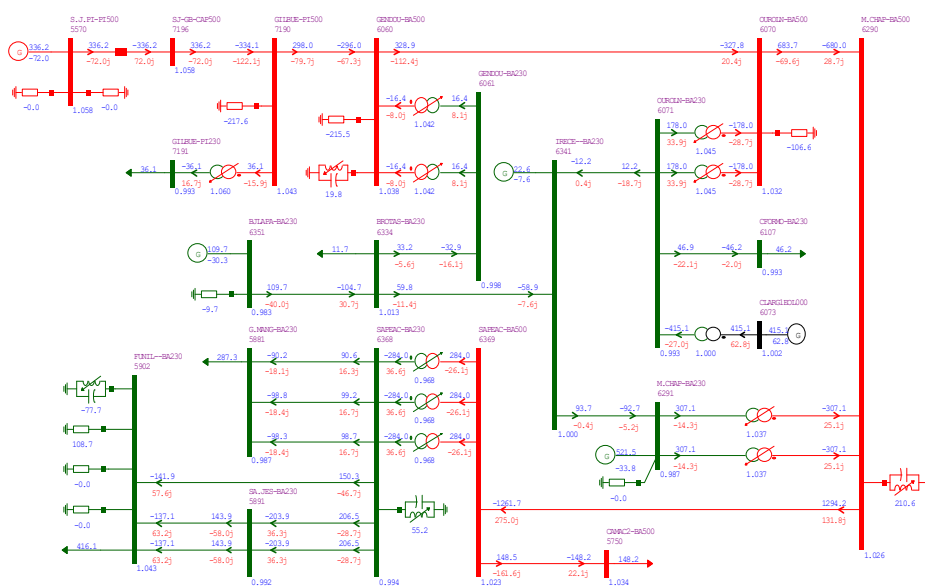 S.J.PI-PI500
5570
SJ-GB-CAP500
7196
GILBUE-PI500
7190
GENDOU-BA500
6060
OUROLN-BA500
6070
M.CHAP-BA500
6290
G
336.2
-72.0
336.2
-72.0j
-336.2
72.0j
336.2
-72.0j
-334.1
-122.1j
298.0
-79.7j
-296.0
-67.3j
328.9
-112.4j
-327.8
20.4j
683.7
-69.6j
-680.0
28.7j
1.058
GENDOU-BA230
6061
-0.0
-0.0
1.058
-217.6
-16.4
-8.0j
16.4
8.1j
1.042
OUROLN-BA230
6071
-215.5
178.0
33.9j
-178.0
-28.7j
1.045
-106.6
GILBUE-PI230
7191
IRECE--BA230
6341
36.1
-36.1
16.7j
36.1
-15.9j
0.993
1.060
1.043
19.8
-16.4
-8.0j
16.4
8.1j
1.038
1.042
G
22.6
-7.6
-12.2
0.4j
12.2
-18.7j
178.0
33.9j
-178.0
-28.7j
1.045
1.032
BJLAPA-BA230
6351
BROTAS-BA230
6334
CFORMO-BA230
6107
G
109.7
-30.3
11.7
33.2
-5.6j
-32.9
-16.1j
46.9
-22.1j
-46.2
-2.0j
46.2
0.993
0.998
-9.7
109.7
-40.0j
-104.7
30.7j
59.8
-11.4j
-58.9
-7.6j
0.983
1.013
CLARGIEOL000
6073
G.MANG-BA230
5881
SAPEAC-BA230
6368
SAPEAC-BA500
6369
-415.1
-27.0j
415.1
62.8j
415.1
62.8
G
0.993
1.000
1.002
FUNIL--BA230
5902
287.3
-90.2
-18.1j
90.6
16.3j
-284.0
36.6j
284.0
-26.1j
0.968
M.CHAP-BA230
6291
-77.7
-98.8
-18.4j
99.2
16.7j
-284.0
36.6j
284.0
-26.1j
0.968
93.7
-0.4j
-92.7
-5.2j
307.1
-14.3j
-307.1
25.1j
1.037
108.7
-98.3
-18.4j
98.7
16.7j
-284.0
36.6j
284.0
-26.1j
0.987
0.968
1.000
G
521.5
-33.8
307.1
-14.3j
-307.1
25.1j
0.987
1.037
-0.0
-0.0
-141.9
57.6j
150.3
-46.7j
SA.JES-BA230
5891
210.6
-0.0
-137.1
63.2j
143.9
-58.0j
-203.9
36.3j
206.5
-28.7j
55.2
-1261.7
275.0j
1294.2
131.8j
CAMAC2-BA500
5750
416.1
-137.1
63.2j
143.9
-58.0j
-203.9
36.3j
206.5
-28.7j
148.5
-161.6j
-148.2
22.1j
148.2
1.026
1.043
0.992
0.994
1.023
1.034